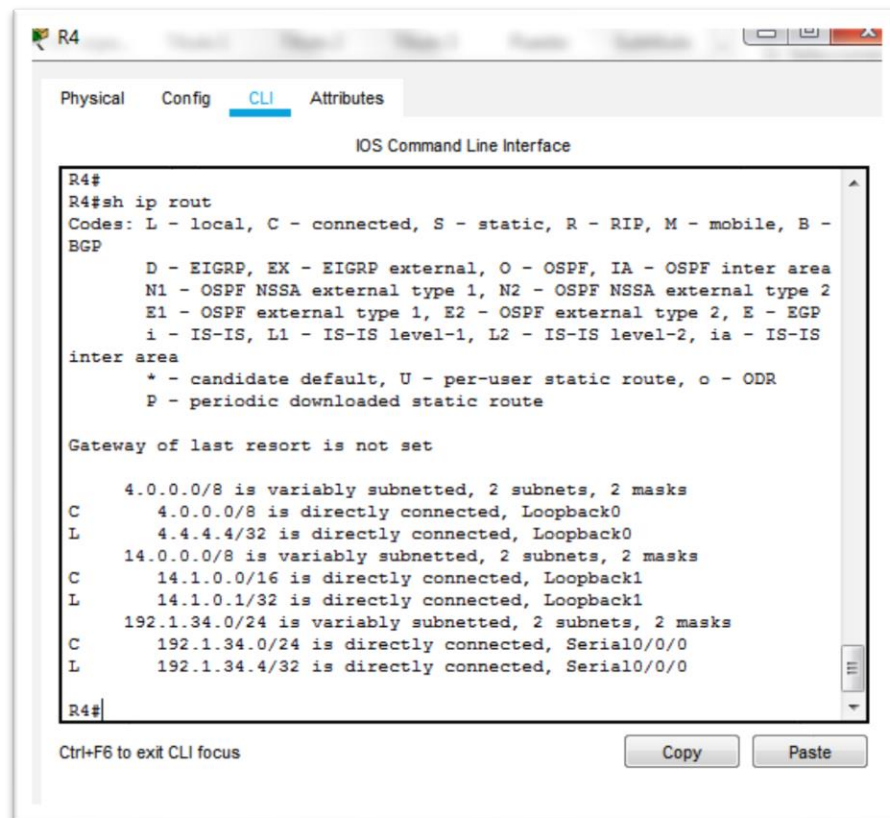 R4
Physical Config CLI Attributes
IOS Command Line Interface
R4#
R4#sh ip rout
Codes: L - local, C - connected, S - static, R - RIP, M - mobile, B -
BGP
D - EIGRP, EX - EIGRP external, O - OSPF, IA - OSPF inter area
N1 - OSPF NSSA external type 1, N2 - OSPF NSSA external type 2
E1 - OSPF external type 1, E2 - OSPF external type 2, E - EGP
i - IS-IS, L1 - IS-IS level-1, L2 - IS-IS level-2, ia - IS-IS
inter area
* - candidate default, U - per-user static route, o - ODR
P - periodic downloaded static route
Gateway of last resort is not set
4.0.0.0/8 is variably subnetted, 2 subnets, 2 masks
C 4.0.0.0/8 is directly connected, Loopback0
L 4.4.4.4/32 is directly connected, Loopback0
14.0.0.0/8 is variably subnetted, 2 subnets, 2 masks
C 14.1.0.0/16 is directly connected, Loopback1
L 14.1.0.1/32 is directly connected, Loopback1
192.1.34.0/24 is variably subnetted, 2 subnets, 2 masks
C 192.1.34.0/24 is directly connected, Serial0/0/0
L 192.1.34.4/32 is directly connected, Serial0/0/0
R4#
Ctrl+F6 to exit CLI focus Copy Paste